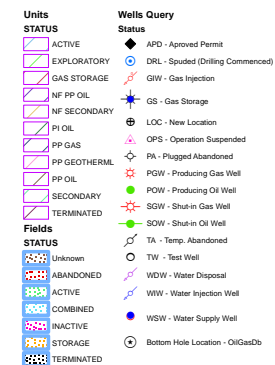 Units
STATUS
ACTIVE
EXPLORATORY
GAS STORAGE
NF PP OIL
NF SECONDARY
PI OIL
PP GAS
PP GEOTHERML
PP OIL
SECONDARY
TERMINATED
Fields
STATUS
Unknown
ABANDONED
ACTIVE
COMBINED
INACTIVE
STORAGE
TERMINATED
Wells Query
Status
APD - Aproved Permit
DRL - Spuded (Drilling Commenced)
GIW - Gas Injection
GS - Gas Storage
LOC - New Location
OPS - Operation Suspended
PA - Plugged Abandoned
PGW - Producing Gas Well
POW - Producing Oil Well
SGW - Shut-in Gas Well
SOW - Shut-in Oil Well
TA - Temp. Abandoned
TW - Test Well
WDW - Water Disposal
WIW - Water Injection Well
WSW - Water Supply Well
Bottom Hole Location - OilGasDb